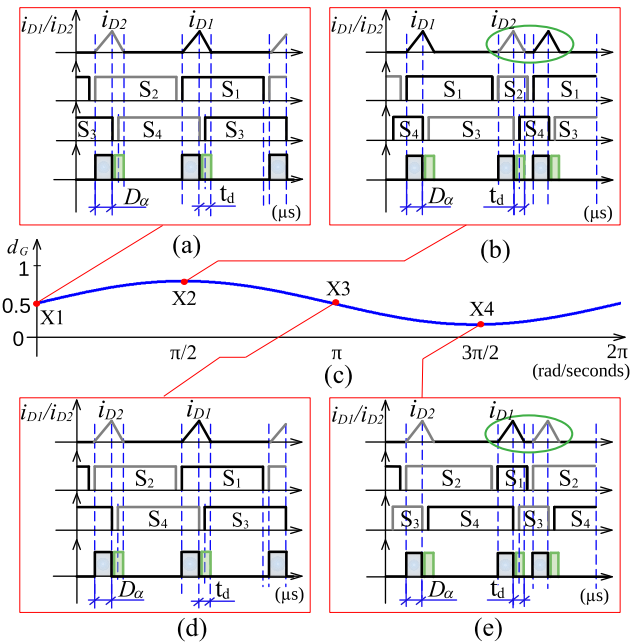 iD1/iD2 iD2 iD1
S2 S1
S3 S4 S3
Dα td (μs)
(a)
iD1/iD2 iD1 iD2
S1 S2 S1
S4 S3 S4 S3
Dα td (μs)
(b)
dG
1
0.5
0
X1 X2 X3 X4
π/2 π 3π/2 2π
(rad/seconds)
(c)
iD1/iD2 iD2 iD1
S2 S1
S4 S3
Dα td (μs)
(d)
iD1/iD2 iD2 iD1
S2 S1 S2
S3 S4 S3 S4
Dα td (μs)
(e)